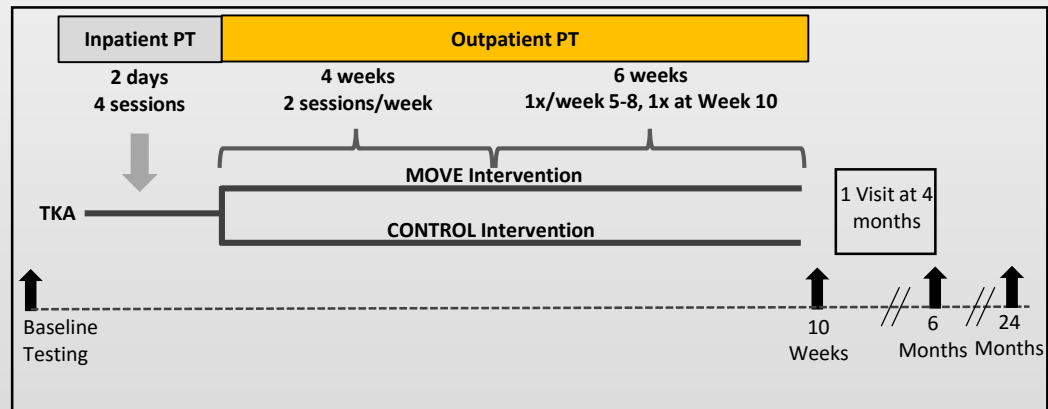 Inpatient PT
Outpatient PT
2 days
4 sessions
4 weeks
2 sessions/week
6 weeks
1x/week 5-8, 1x at Week 10
MOVE Intervention
TKA
CONTROL Intervention
1 Visit at 4
months
Baseline
Testing
10
Weeks
6
Months
24
Months